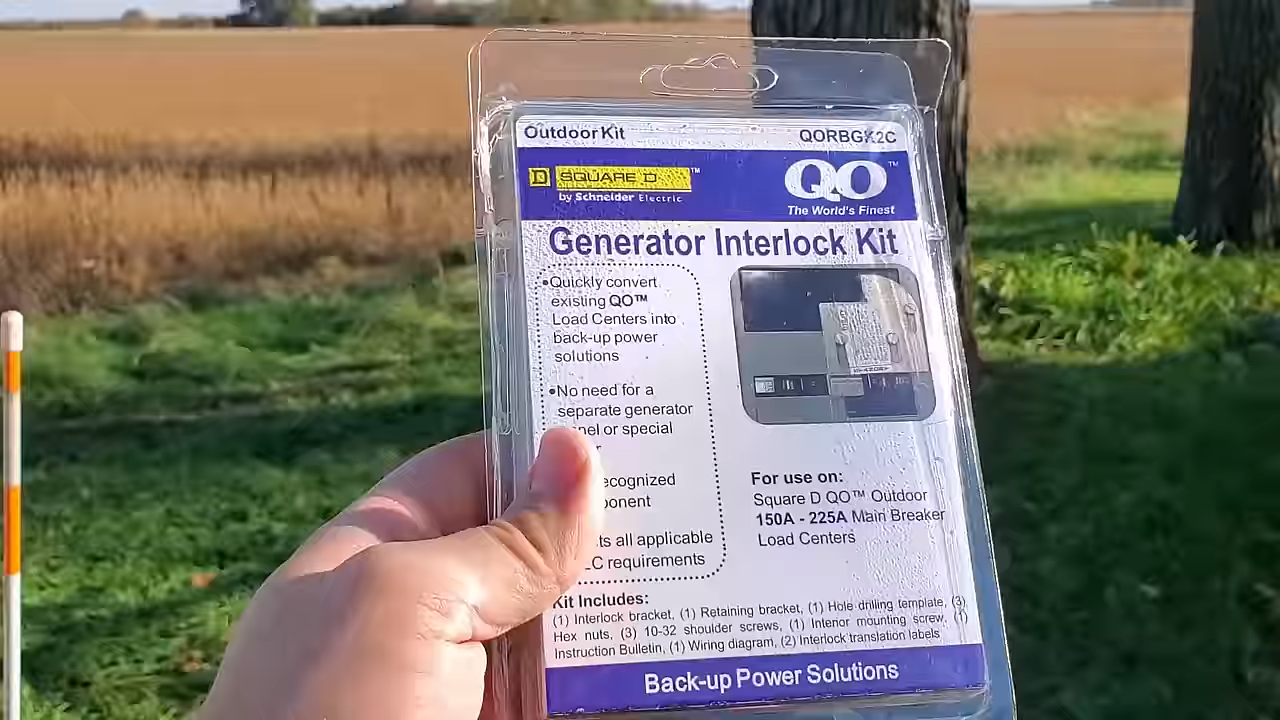 Outdoor Kit
QORBGK2C
D SQUARE D™
by Schneider Electric
QO™
The World's Finest
Generator Interlock Kit
•Quickly convert
existing QO™
Load Centers into
back-up power
solutions
•No need for a
separate generator
or special
ts all applicable
requirements
For use on:
Square D QO™ Outdoor
150A - 225A Main Breaker
Load Centers
Kit Includes:
(1) Interlock bracket, (1) Retaining bracket, (1) Hole drilling template, (3)
Hex nuts, (3) 10-32 shoulder screws, (1) Interior mounting screw, (1)
Instruction Bulletin, (1) Wiring diagram, (2) Interlock translation labels
Back-up Power Solutions